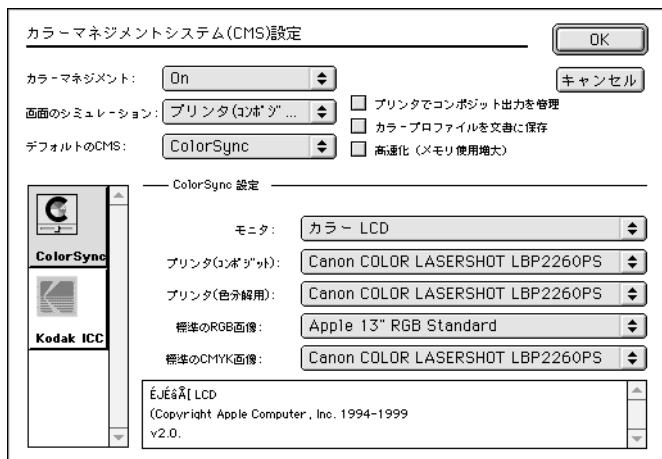 カラーマネジメントシステム(CMS)設定
OK
カラーマネジメント: On
キャンセル
画面のシミュレーション: プリンタ(ｺﾝﾎﾟｼﾞ...
プリンタでコンポジット出力を管理
カラープロファイルを文書に保存
デフォルトのCMS: ColorSync
高速化（メモリ使用増大）
ColorSync 設定
ColorSync
Kodak ICC
モニタ: カラー LCD
プリンタ(ｺﾝﾎﾟｼﾞｯﾄ): Canon COLOR LASERSHOT LBP2260PS
プリンタ(色分解用): Canon COLOR LASERSHOT LBP2260PS
標準のRGB画像: Apple 13" RGB Standard
標準のCMYK画像: Canon COLOR LASERSHOT LBP2260PS
ÉJÉâÅ[ LCD
(Copyright Apple Computer, Inc. 1994-1999
v2.0.